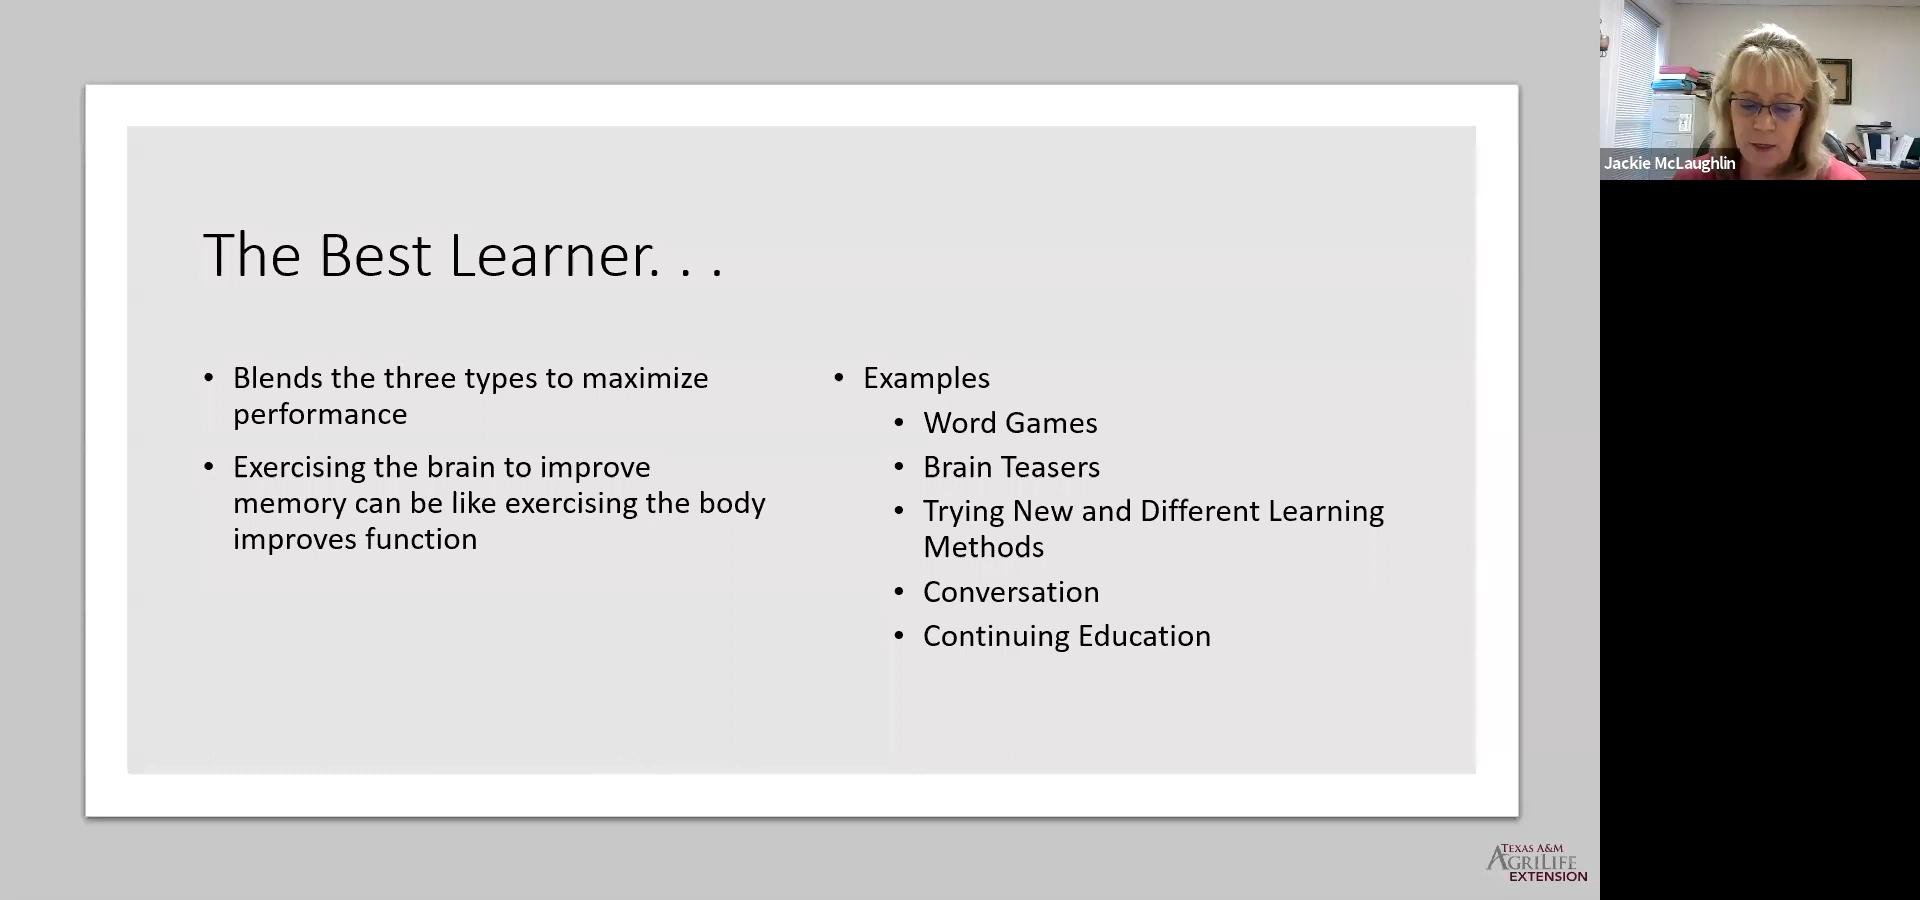 The Best Learner. . .
• Blends the three types to maximize
performance
• Exercising the brain to improve
memory can be like exercising the body
improves function
• Examples
• Word Games
• Brain Teasers
• Trying New and Different Learning
Methods
• Conversation
• Continuing Education
Jackie McLaughlin
TEXAS A&M
AGRILIFE
EXTENSION